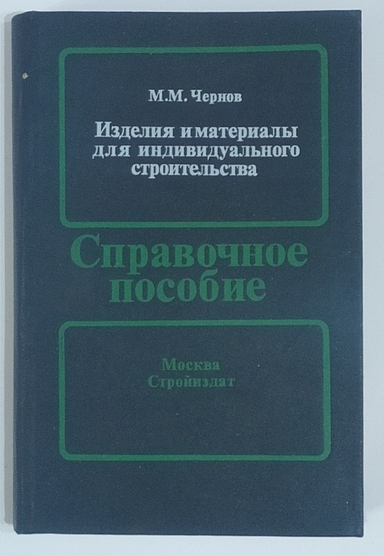 М.М. Чернов
Изделия и материалы
для индивидуального
строительства
Справочное
пособие
Москва
Стройиздат